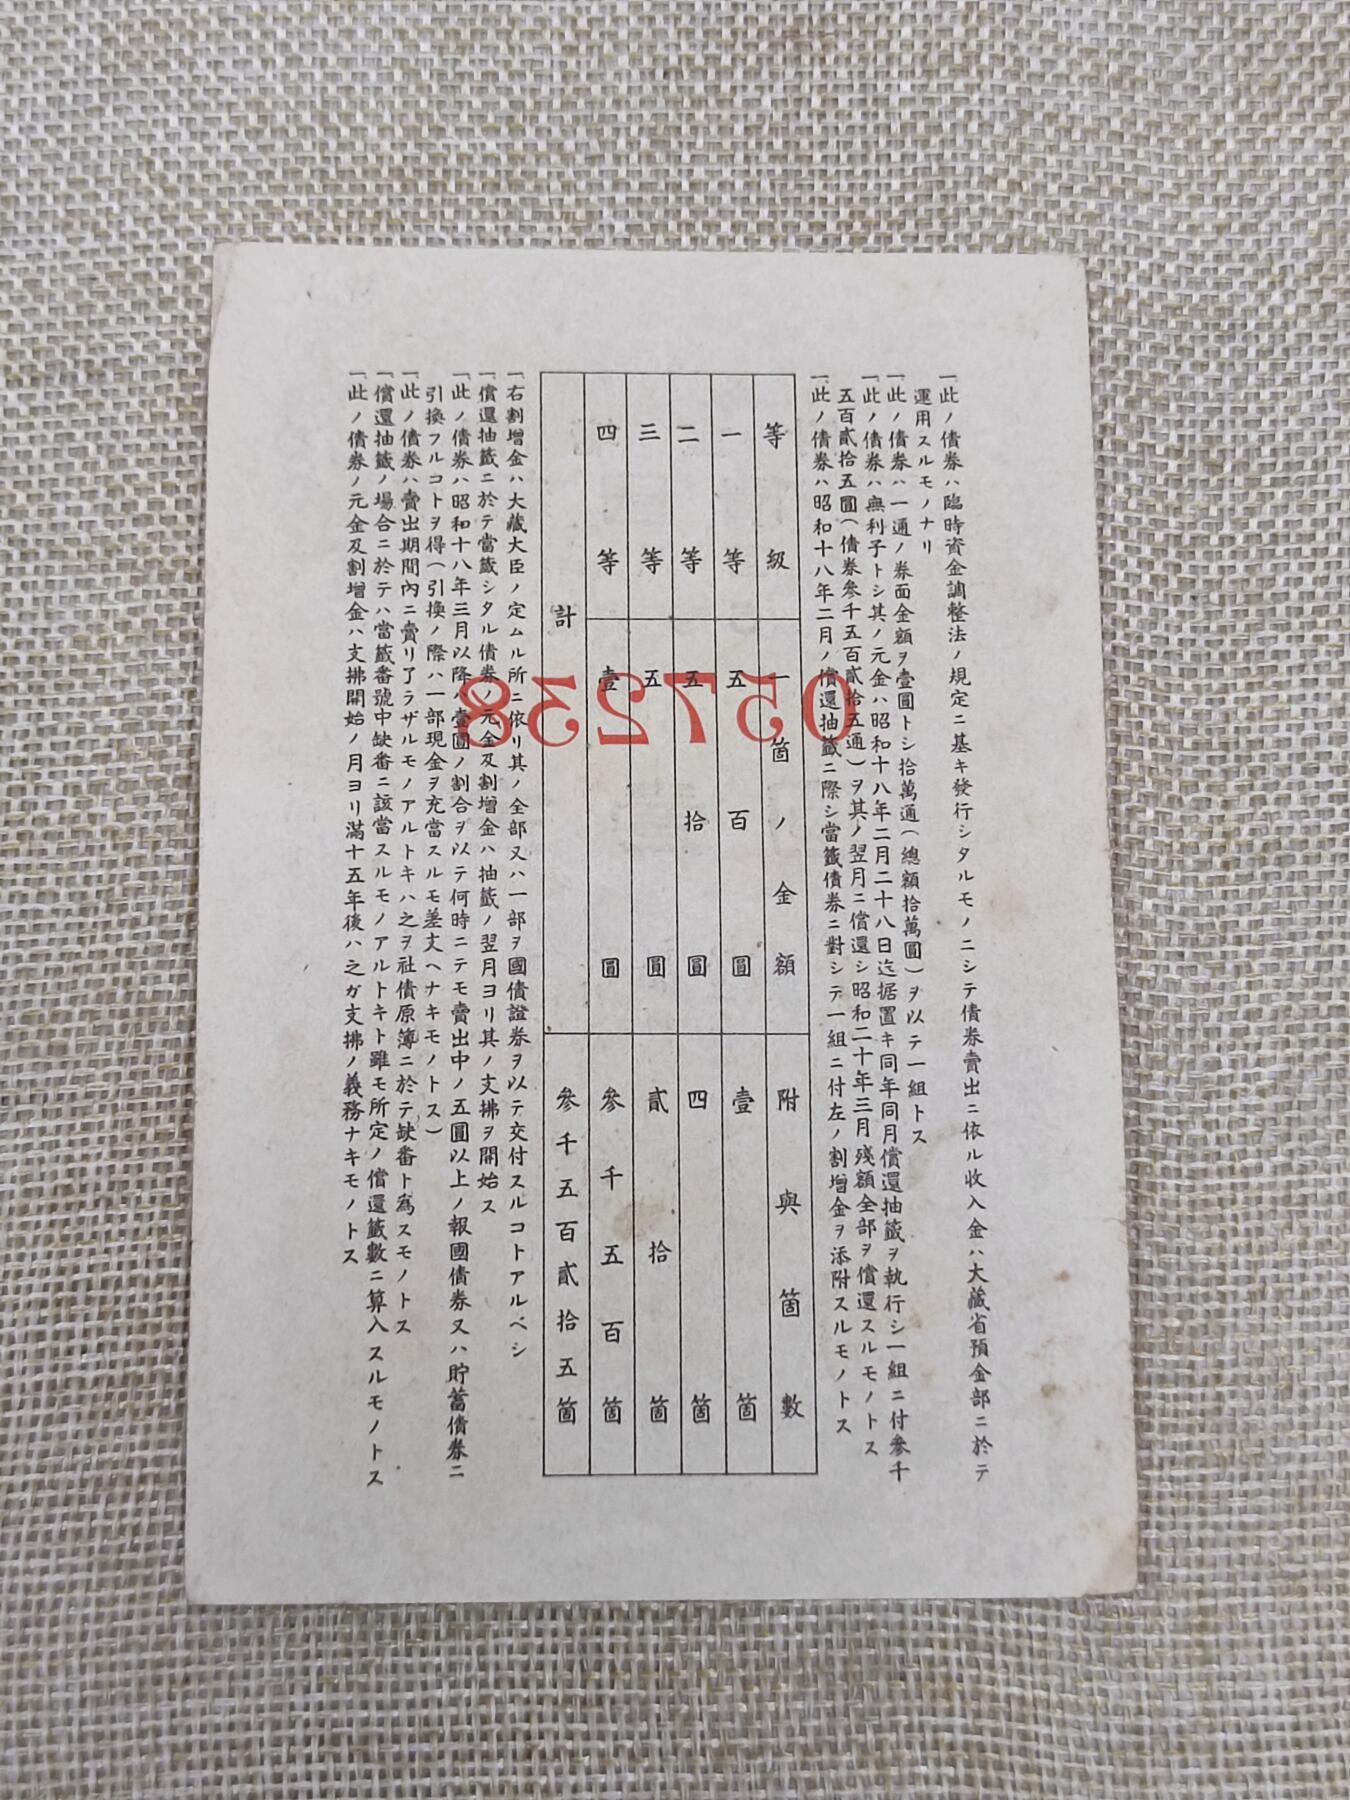 一此ノ債券ハ臨時資金調整法ノ規定ニ基キ發行シタルモノニシテ債券賣出ニ依ル收入金ハ大藏省預金部ニ於テ
運用スルモノナリ
一此ノ債券ハ一通ノ券面金額ヲ壹圓トシ拾萬通(總額拾萬圓)ヲ以テ一組トス
一此ノ債券ハ無利子トシ其ノ元金ハ昭和十八年二月二十八日迄据置キ同年同月償還抽籤ヲ執行シ一組ニ付參千
五百貳拾五圓(債券參千五百貳拾五通)ヲ其ノ翌月ニ償還シ昭和二十年三月殘額全部ヲ償還スルモノトス
一此ノ債券ハ昭和十八年二月ノ償還抽籤ニ際シ當籤債券ニ對シテ一組ニ付左ノ割增金ヲ添附スルモノトス
等級 一箇ノ金額 附與箇數
一等 五百圓 壹箇
二等 五拾圓 四箇
三等 五圓 貳拾箇
四等 壹圓 參千五百箇
計 參千五百貳拾五箇
一右割增金ハ大藏大臣ノ定ムル所ニ依リ其ノ全部又ハ一部ヲ國債證券ヲ以テ交付スルコトアルベシ
一償還抽籤ニ於テ當籤シタル債券ノ元金及割增金ハ抽籤ノ翌月ヨリ其ノ支拂ヲ開始ス
一此ノ債券ハ昭和十八年三月以降ハ壹圓ノ割合ヲ以テ何時ニテモ賣出中ノ五圓以上ノ報國債券又ハ貯蓄債券ニ
引換フルコトヲ得(引換ノ際ハ一部現金ヲ充當スルモ差支ヘナキモノトス)
一此ノ債券ハ賣出期間內ニ賣リ了ラザルモノアルトキハ之ヲ社債原簿ニ於テ缺番ト爲スモノトス
一償還抽籤ノ場合ニ於テハ當籤番號中缺番ニ該當スルモノアルトキト雖モ所定ノ償還籤數ニ算入スルモノトス
一此ノ債券ノ元金及割增金ハ支拂開始ノ月ヨリ滿十五年後ハ之ガ支拂ノ義務ナキモノトス
057238